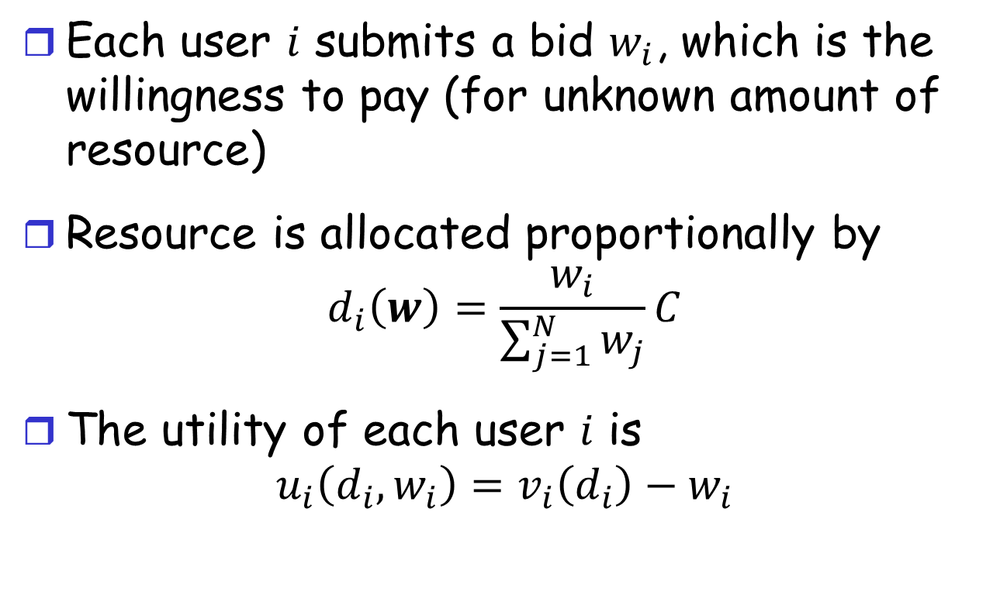 ❒ Each user 𝑖 submits a bid 𝑤ᵢ, which is the
willingness to pay (for unknown amount of
resource)
❒ Resource is allocated proportionally by
$d_i(\boldsymbol{w}) = \frac{w_i}{\sum_{j=1}^{N} w_j} C$
❒ The utility of each user 𝑖 is
$u_i(d_i, w_i) = v_i(d_i) - w_i$